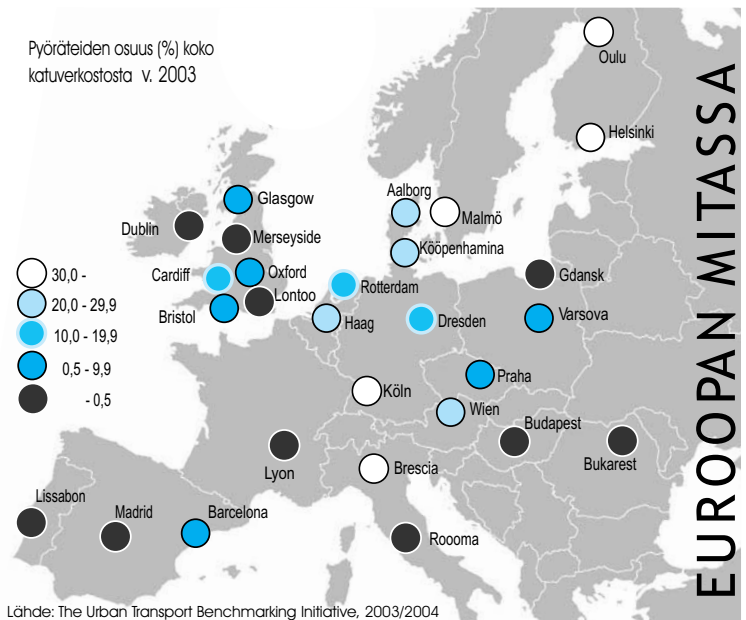 Pyöräteiden osuus (%) koko
katuverkostosta v. 2003
EUROOPAN MITASSA
Oulu
Helsinki
Aalborg
Malmö
Kööpenhamina
Glasgow
Dublin
Merseyside
Cardiff
Oxford
Lontoo
Bristol
Rotterdam
Haag
Dresden
Gdansk
Varsova
Praha
Köln
Wien
Budapest
Bukarest
Lyon
Brescia
Lissabon
Madrid
Barcelona
Roooma
30,0 -
20,0 - 29,9
10,0 - 19,9
0,5 - 9,9
- 0,5
Lähde: The Urban Transport Benchmarking Initiative, 2003/2004